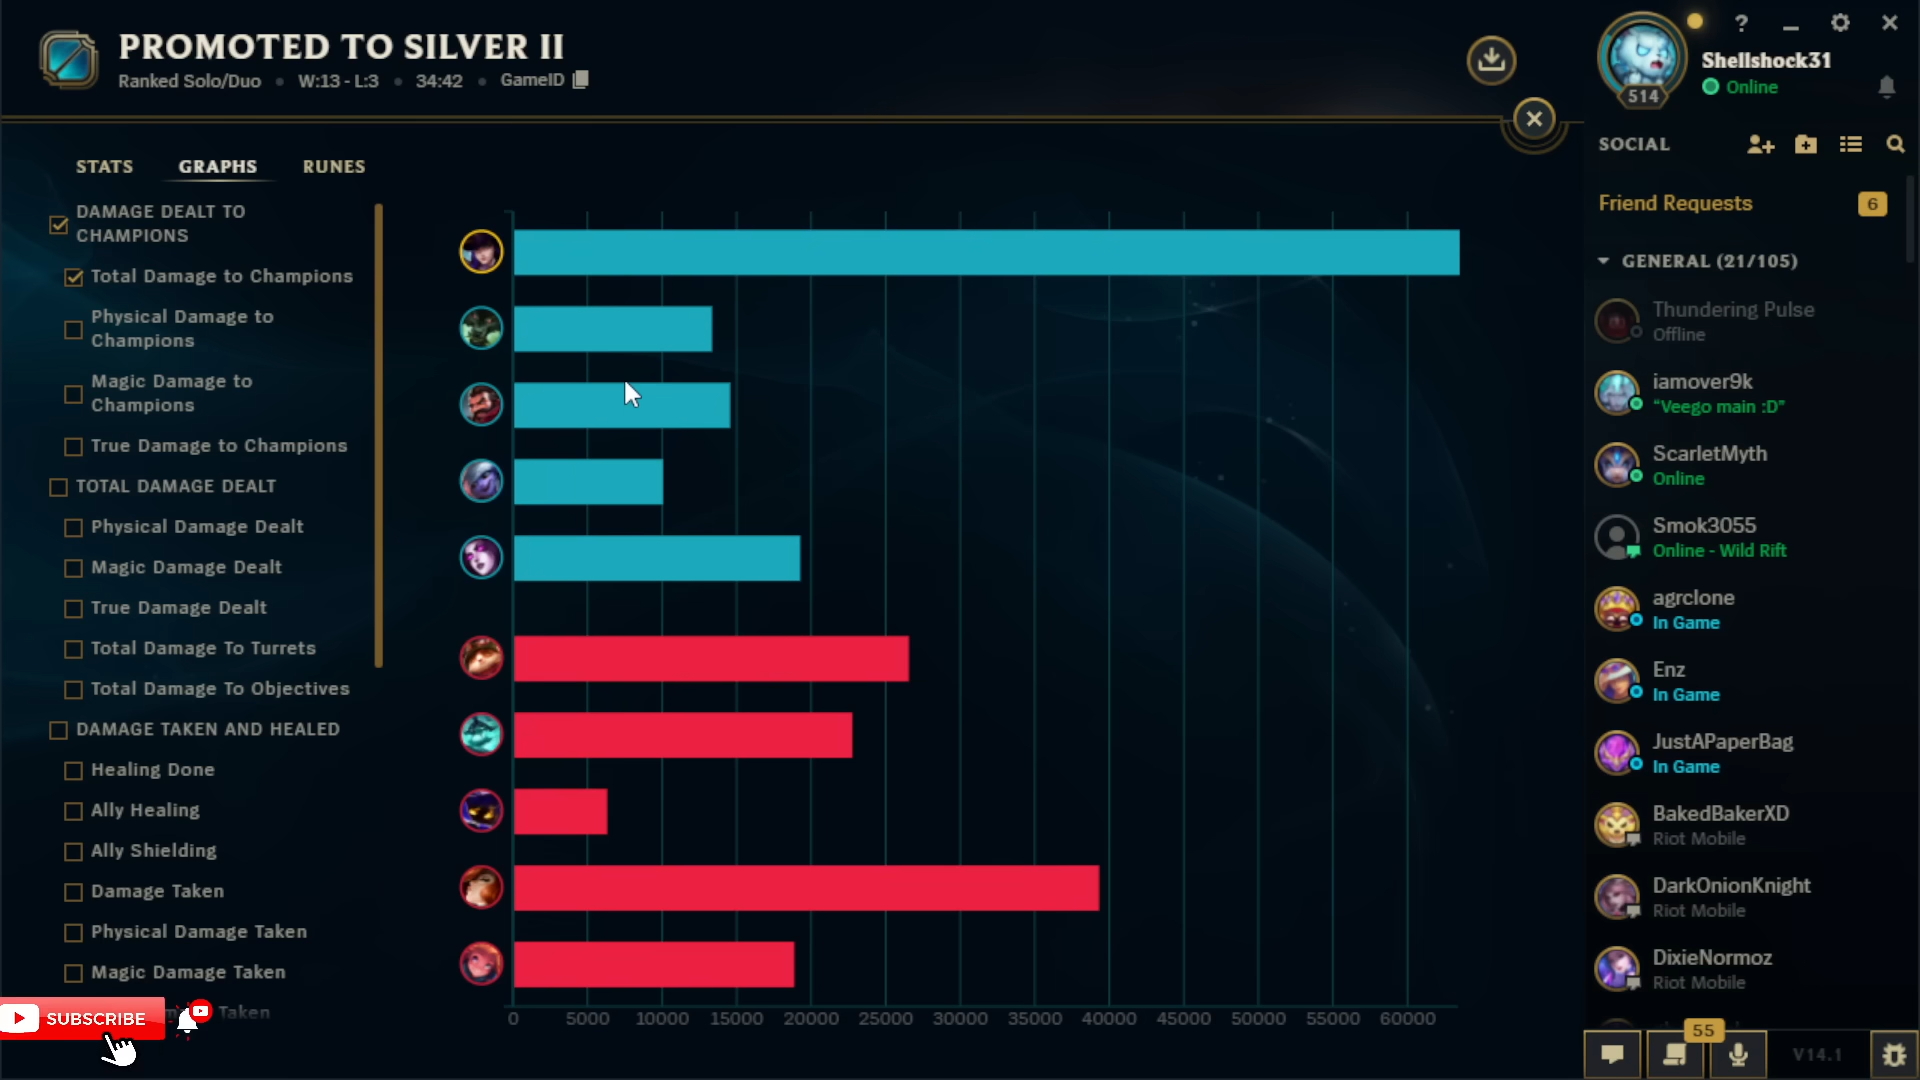 PROMOTED TO SILVER II
Ranked Solo/Duo • W:13 - L:3 • 34:42 • GameID
STATS GRAPHS RUNES
DAMAGE DEALT TO
CHAMPIONS
Total Damage to Champions
Physical Damage to
Champions
Magic Damage to
Champions
True Damage to Champions
TOTAL DAMAGE DEALT
Physical Damage Dealt
Magic Damage Dealt
True Damage Dealt
Total Damage To Turrets
Total Damage To Objectives
DAMAGE TAKEN AND HEALED
Healing Done
Ally Healing
Ally Shielding
Damage Taken
Physical Damage Taken
Magic Damage Taken
Taken
SUBSCRIBE
0 5000 10000 15000 20000 25000 30000 35000 40000 45000 50000 55000 60000
?
Shellshock31
Online
514
SOCIAL
Friend Requests 6
GENERAL (21/105)
Thundering Pulse
Offline
iamover9k
“Veego main :D”
ScarletMyth
Online
Smok3055
Online - Wild Rift
agrclone
In Game
Enz
In Game
JustAPaperBag
In Game
BakedBakerXD
Riot Mobile
DarkOnionKnight
Riot Mobile
DixieNormoz
Riot Mobile
55
V14.1